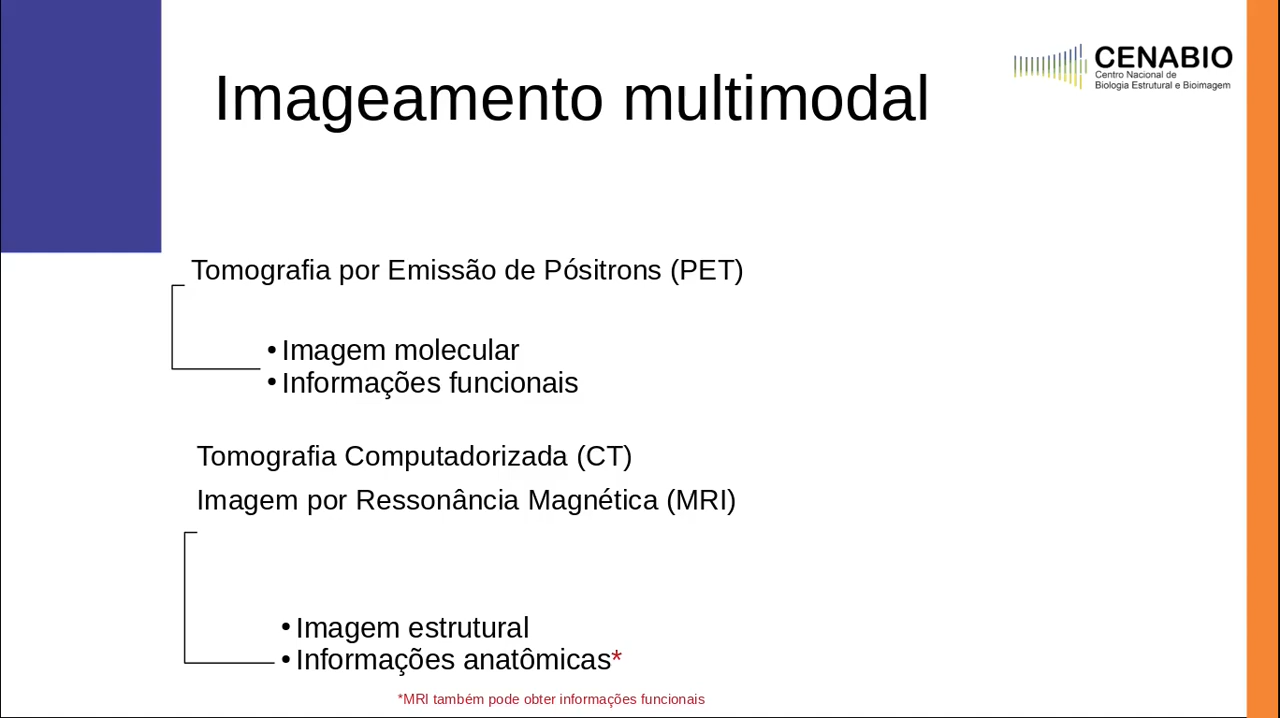 CENABIO
Centro Nacional de
Biologia Estrutural e Bioimagem
Imageamento multimodal
Tomografia por Emissão de Pósitrons (PET)
• Imagem molecular
• Informações funcionais
Tomografia Computadorizada (CT)
Imagem por Ressonância Magnética (MRI)
• Imagem estrutural
• Informações anatômicas*
*MRI também pode obter informações funcionais